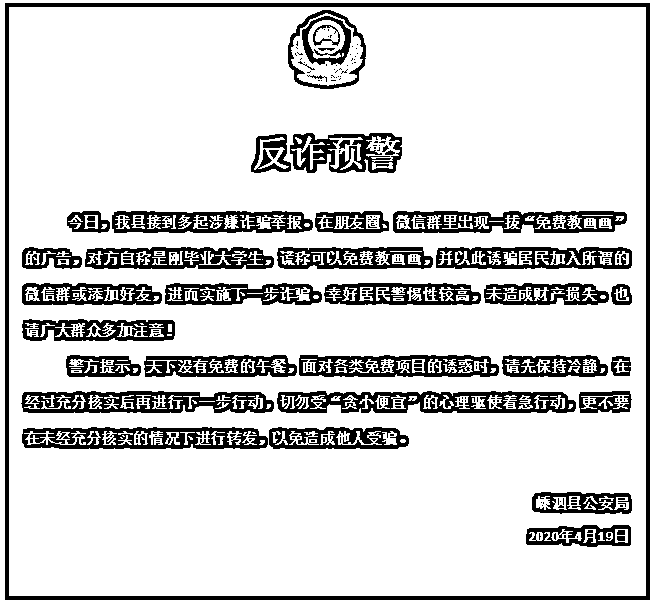 反诈预警
今日，我县接到多起涉嫌诈骗举报。在朋友圈、微信群里出现一拨“免费教画画”
的广告，对方自称是刚毕业大学生，谎称可以免费教画画，并以此诱骗居民加入所谓的
微信群或添加好友，进而实施下一步诈骗。幸好居民警惕性较高，未造成财产损失。也
请广大群众多加注意！
警方提示，天下没有免费的午餐，面对各类免费项目的诱惑时，请先保持冷静，在
经过充分核实后再进行下一步行动，切勿受“贪小便宜”的心理驱使着急行动，更不要
在未经充分核实的情况下进行转发，以免造成他人受骗。
嵊泗县公安局
2020年4月19日